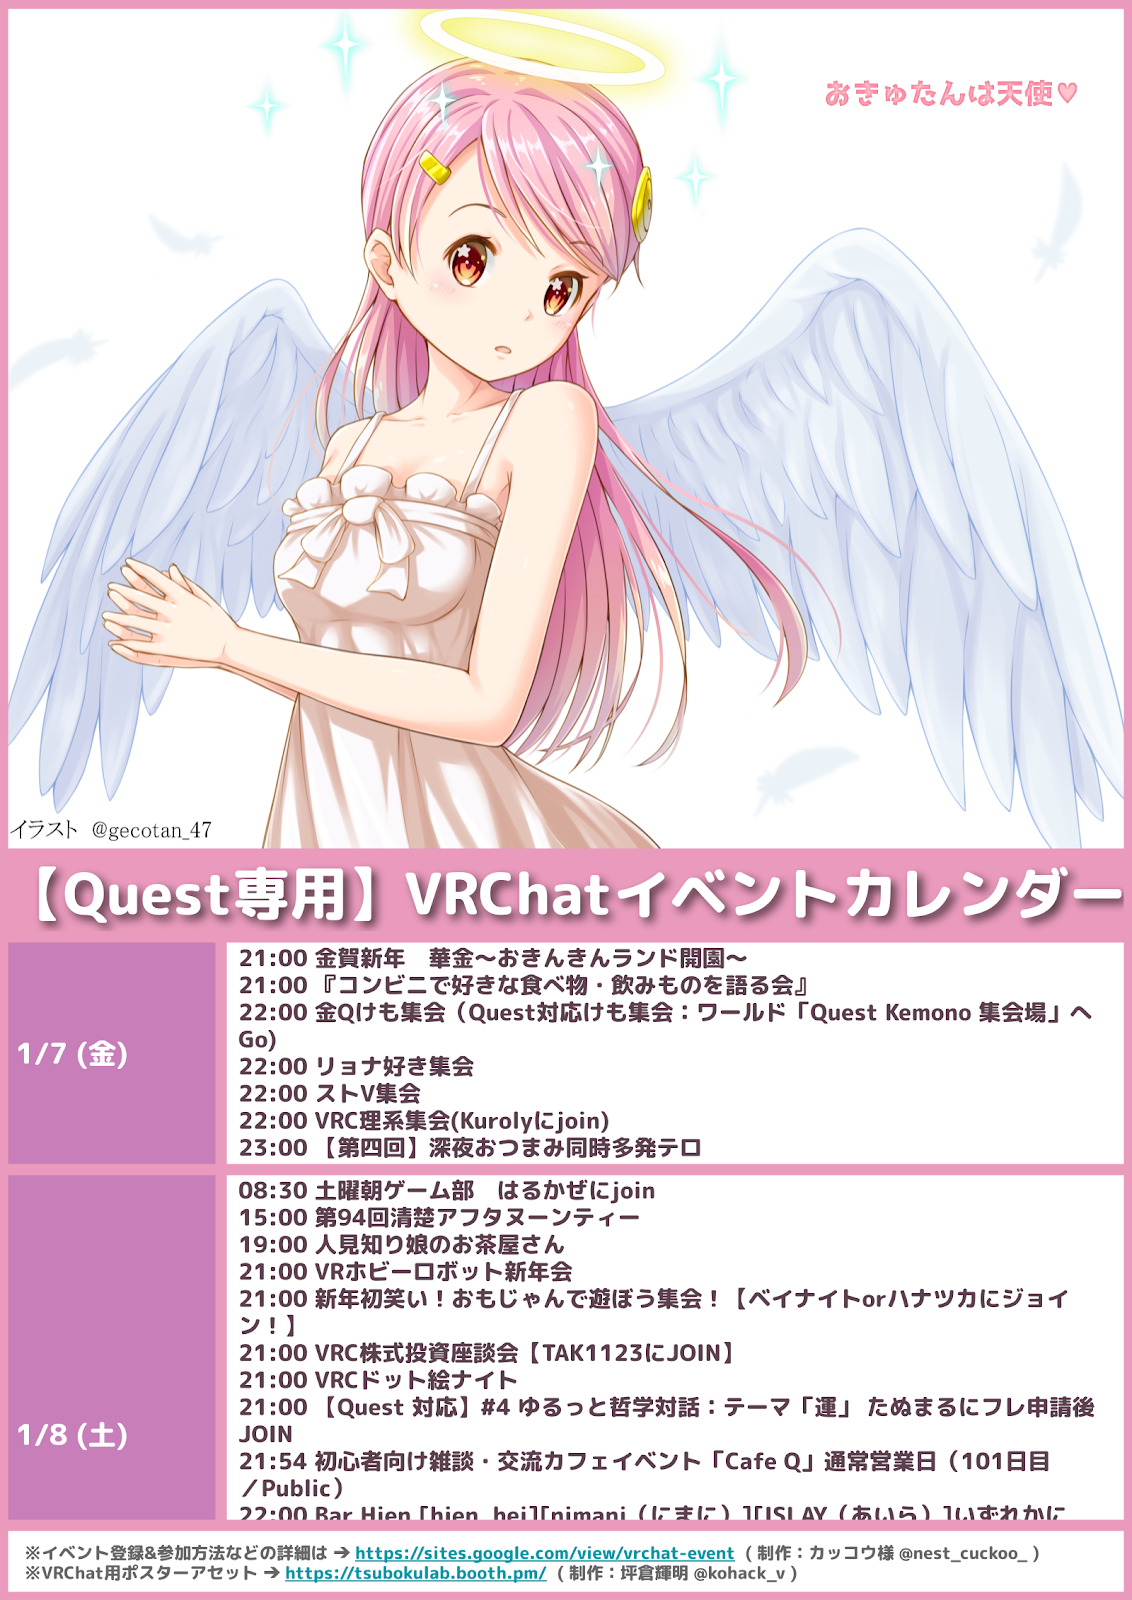 おきゅたんは天使♥
イラスト @gecotan_47
【Quest専用】VRChatイベントカレンダー
1/7 (金)
21:00 金賀新年　華金～おきんきんランド開園～
21:00 『コンビニで好きな食べ物・飲みものを語る会』
22:00 金Qけも集会（Quest対応けも集会：ワールド「Quest Kemono 集会場」へ
Go)
22:00 リョナ好き集会
22:00 ストV集会
22:00 VRC理系集会(Kurolyにjoin)
23:00 【第四回】深夜おつまみ同時多発テロ
1/8 (土)
08:30 土曜朝ゲーム部　はるかぜにjoin
15:00 第94回清楚アフタヌーンティー
19:00 人見知り娘のお茶屋さん
21:00 VRホビーロボット新年会
21:00 新年初笑い！おもじゃんで遊ぼう集会！【ベイナイトorハナツカにジョイ
ン！】
21:00 VRC株式投資座談会【TAK1123にJOIN】
21:00 VRCドット絵ナイト
21:00 【Quest 対応】#4 ゆるっと哲学対話：テーマ「運」 たぬまるにフレ申請後
JOIN
21:54 初心者向け雑談・交流カフェイベント「Cafe Q」通常営業日（101日目
／Public）
22:00 Bar Hien [hien_hei][nimani（にまに）][ISLAY（あいら）]いずれかに
※イベント登録&参加方法などの詳細は → https://sites.google.com/view/vrchat-event ( 制作：カッコウ様 @nest_cuckoo_ )
※VRChat用ポスターアセット → https://tsubokulab.booth.pm/ ( 制作：坪倉輝明 @kohack_v )